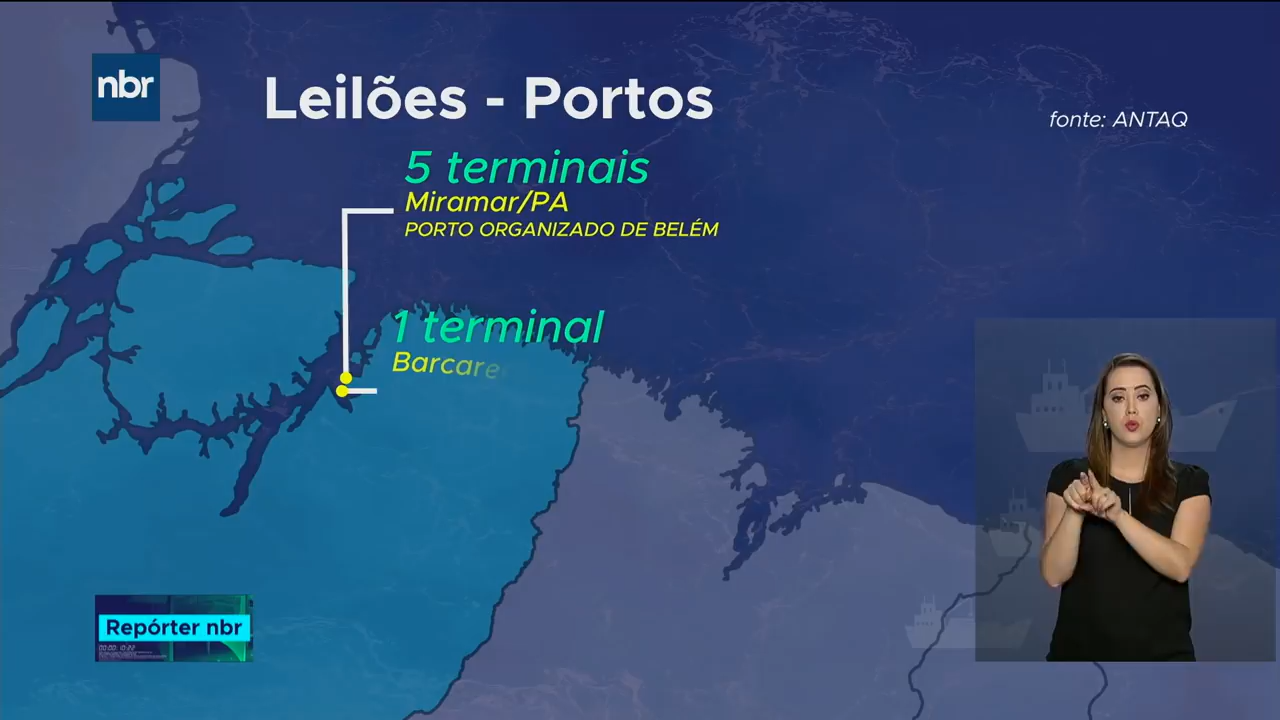 nbr
Leilões - Portos
fonte: ANTAQ
5 terminais
Miramar/PA
PORTO ORGANIZADO DE BELÉM
1 terminal
Repórter nbr